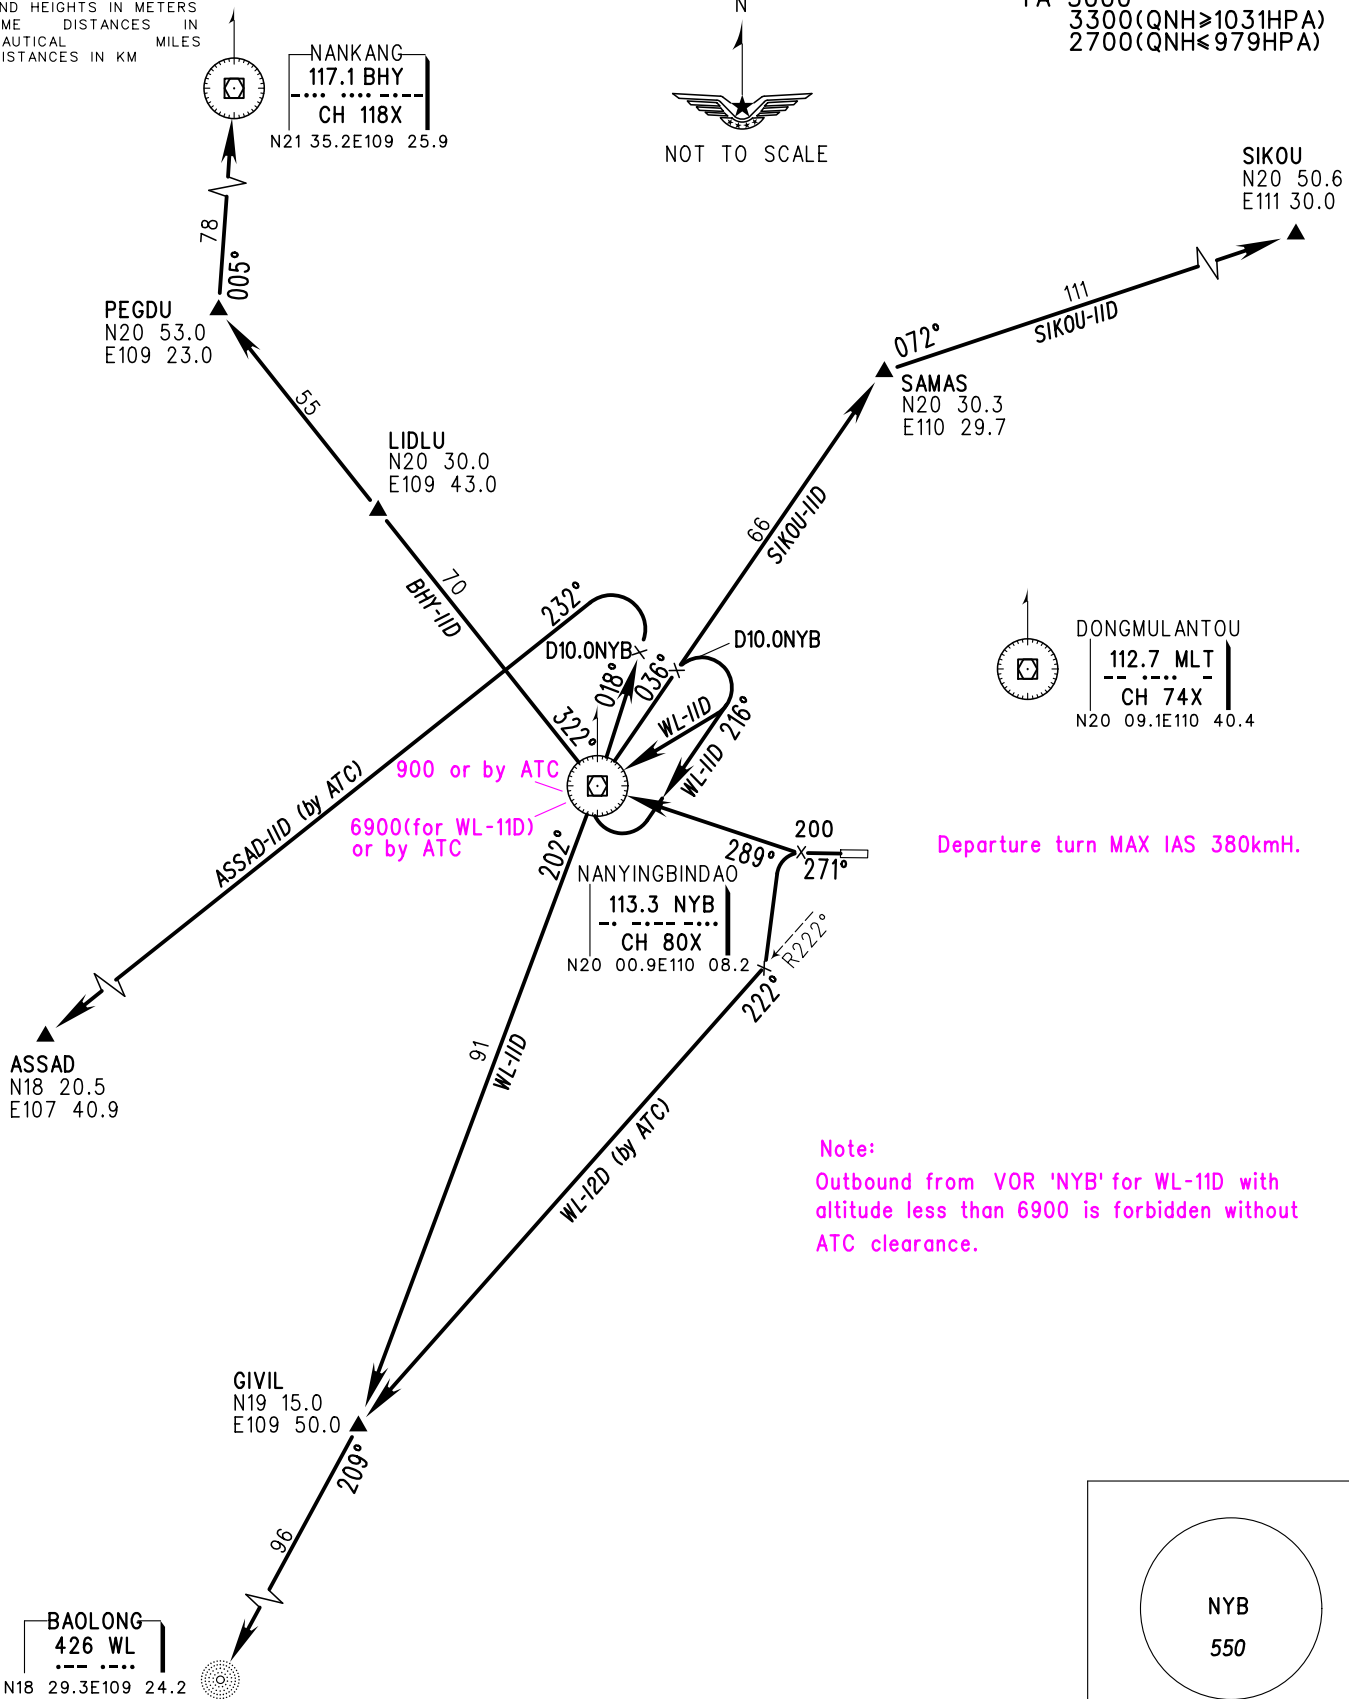 ND HEIGHTS IN METERS
ME DISTANCES IN
AUTICAL MILES
ISTANCES IN KM
N
NOT TO SCALE
3300(QNH≥1031HPA)
2700(QNH≤979HPA)
NANKANG
117.1 BHY
CH 118X
N21 35.2E109 25.9
SIKOU
N20 50.6
E111 30.0
78
005°
PEGDU
N20 53.0
E109 23.0
111
SIKOU-11D
072°
SAMAS
N20 30.3
E110 29.7
55
LIDLU
N20 30.0
E109 43.0
66
SIKOU-11D
70
BHY-11D
232°
D10.0NYB
D10.0NYB
018°
036°
322°
WL-11D
WL-11D 216°
DONGMULANTOU
112.7 MLT
CH 74X
N20 09.1E110 40.4
900 or by ATC
6900(for WL-11D)
or by ATC
ASSAD-11D (by ATC)
200
289°
271°
Departure turn MAX IAS 380kmH.
202°
NANYINGBINDAO
113.3 NYB
CH 80X
N20 00.9E110 08.2
R222°
222°
ASSAD
N18 20.5
E107 40.9
91
WL-11D
WL-12D (by ATC)
Note:
Outbound from VOR 'NYB' for WL-11D with
altitude less than 6900 is forbidden without
ATC clearance.
GIVIL
N19 15.0
E109 50.0
209°
96
BAOLONG
426 WL
N18 29.3E109 24.2
NYB
550